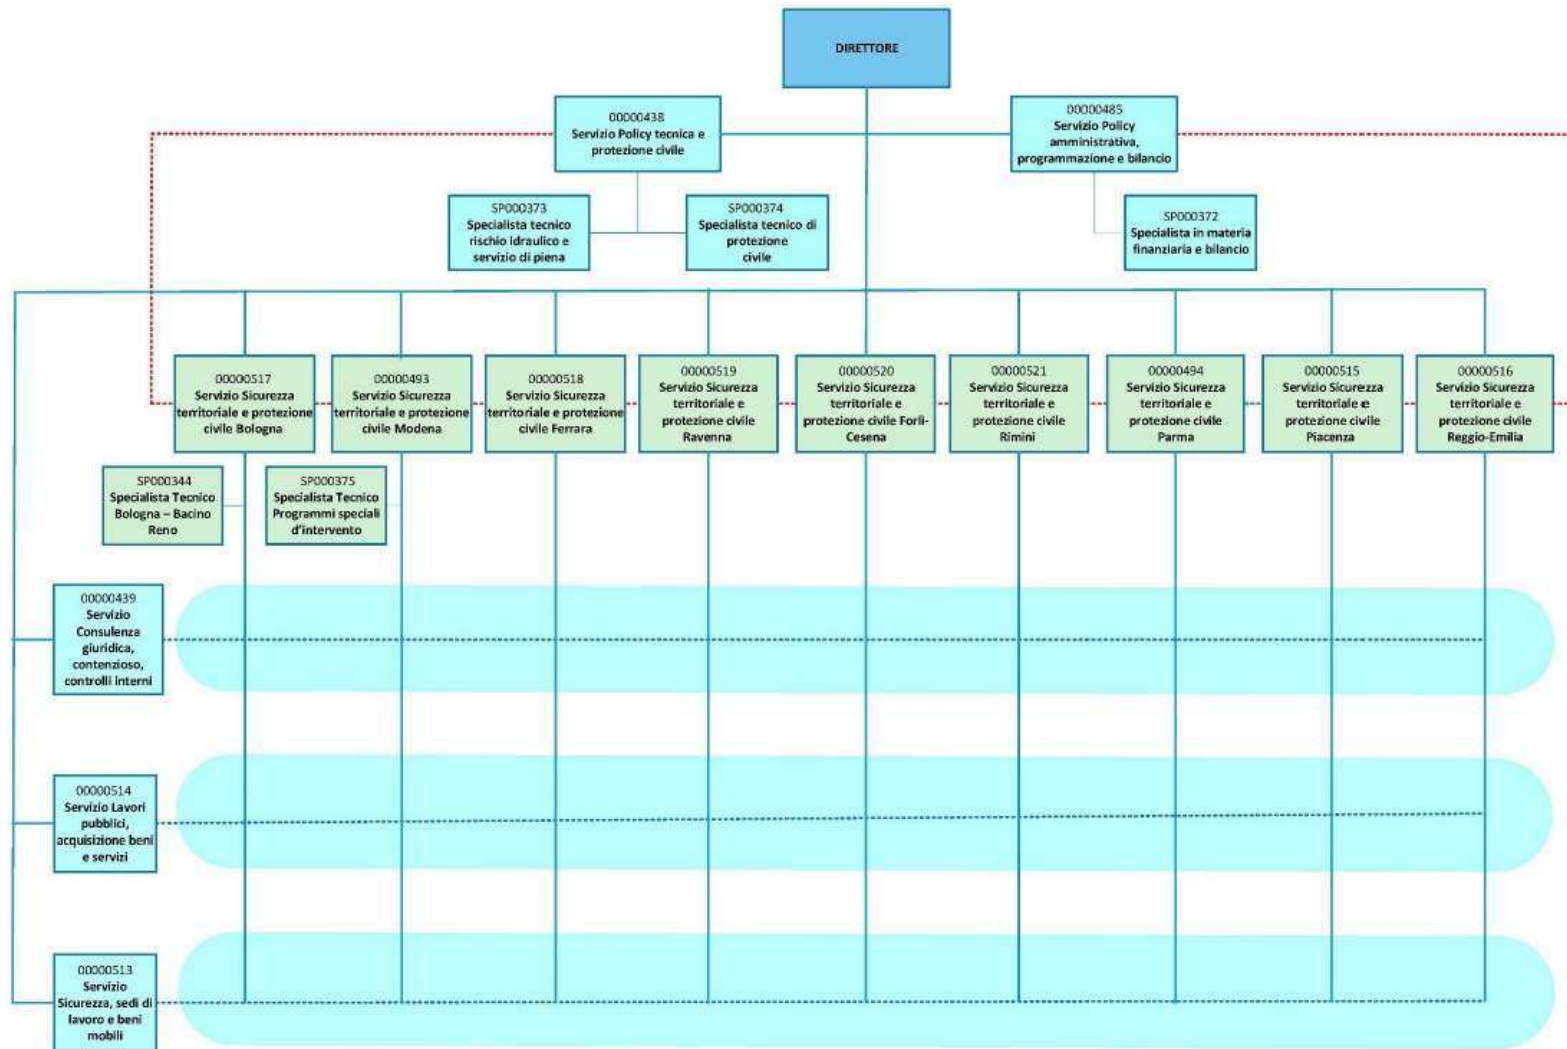 DIRETTORE
00000438
Servizio Policy tecnica e
protezione civile
00000485
Servizio Policy
amministrativa,
programmazione e bilancio
SP000373
Specialista tecnico
rischio idraulico e
servizio di piena
SP000374
Specialista tecnico di
protezione
civile
SP000372
Specialista in materia
finanziaria e bilancio
00000517
Servizio Sicurezza
territoriale e protezione
civile Bologna
00000493
Servizio Sicurezza
territoriale e protezione
civile Modena
00000518
Servizio Sicurezza
territoriale e protezione
civile Ferrara
00000519
Servizio Sicurezza
territoriale e
protezione civile
Ravenna
00000520
Servizio Sicurezza
territoriale e
protezione civile Forlì-
Cesena
00000521
Servizio Sicurezza
territoriale e
protezione civile
Rimini
00000494
Servizio Sicurezza
territoriale e
protezione civile
Parma
00000515
Servizio Sicurezza
territoriale e
protezione civile
Piacenza
00000516
Servizio Sicurezza
territoriale e
protezione civile
Reggio-Emilia
SP000344
Specialista Tecnico
Bologna – Bacino
Reno
SP000375
Specialista Tecnico
Programmi speciali
d'intervento
00000439
Servizio
Consulenza
giuridica,
contenzioso,
controlli interni
00000514
Servizio Lavori
pubblici,
acquisizione beni
e servizi
00000513
Servizio
Sicurezza, sedi di
lavoro e beni
mobili